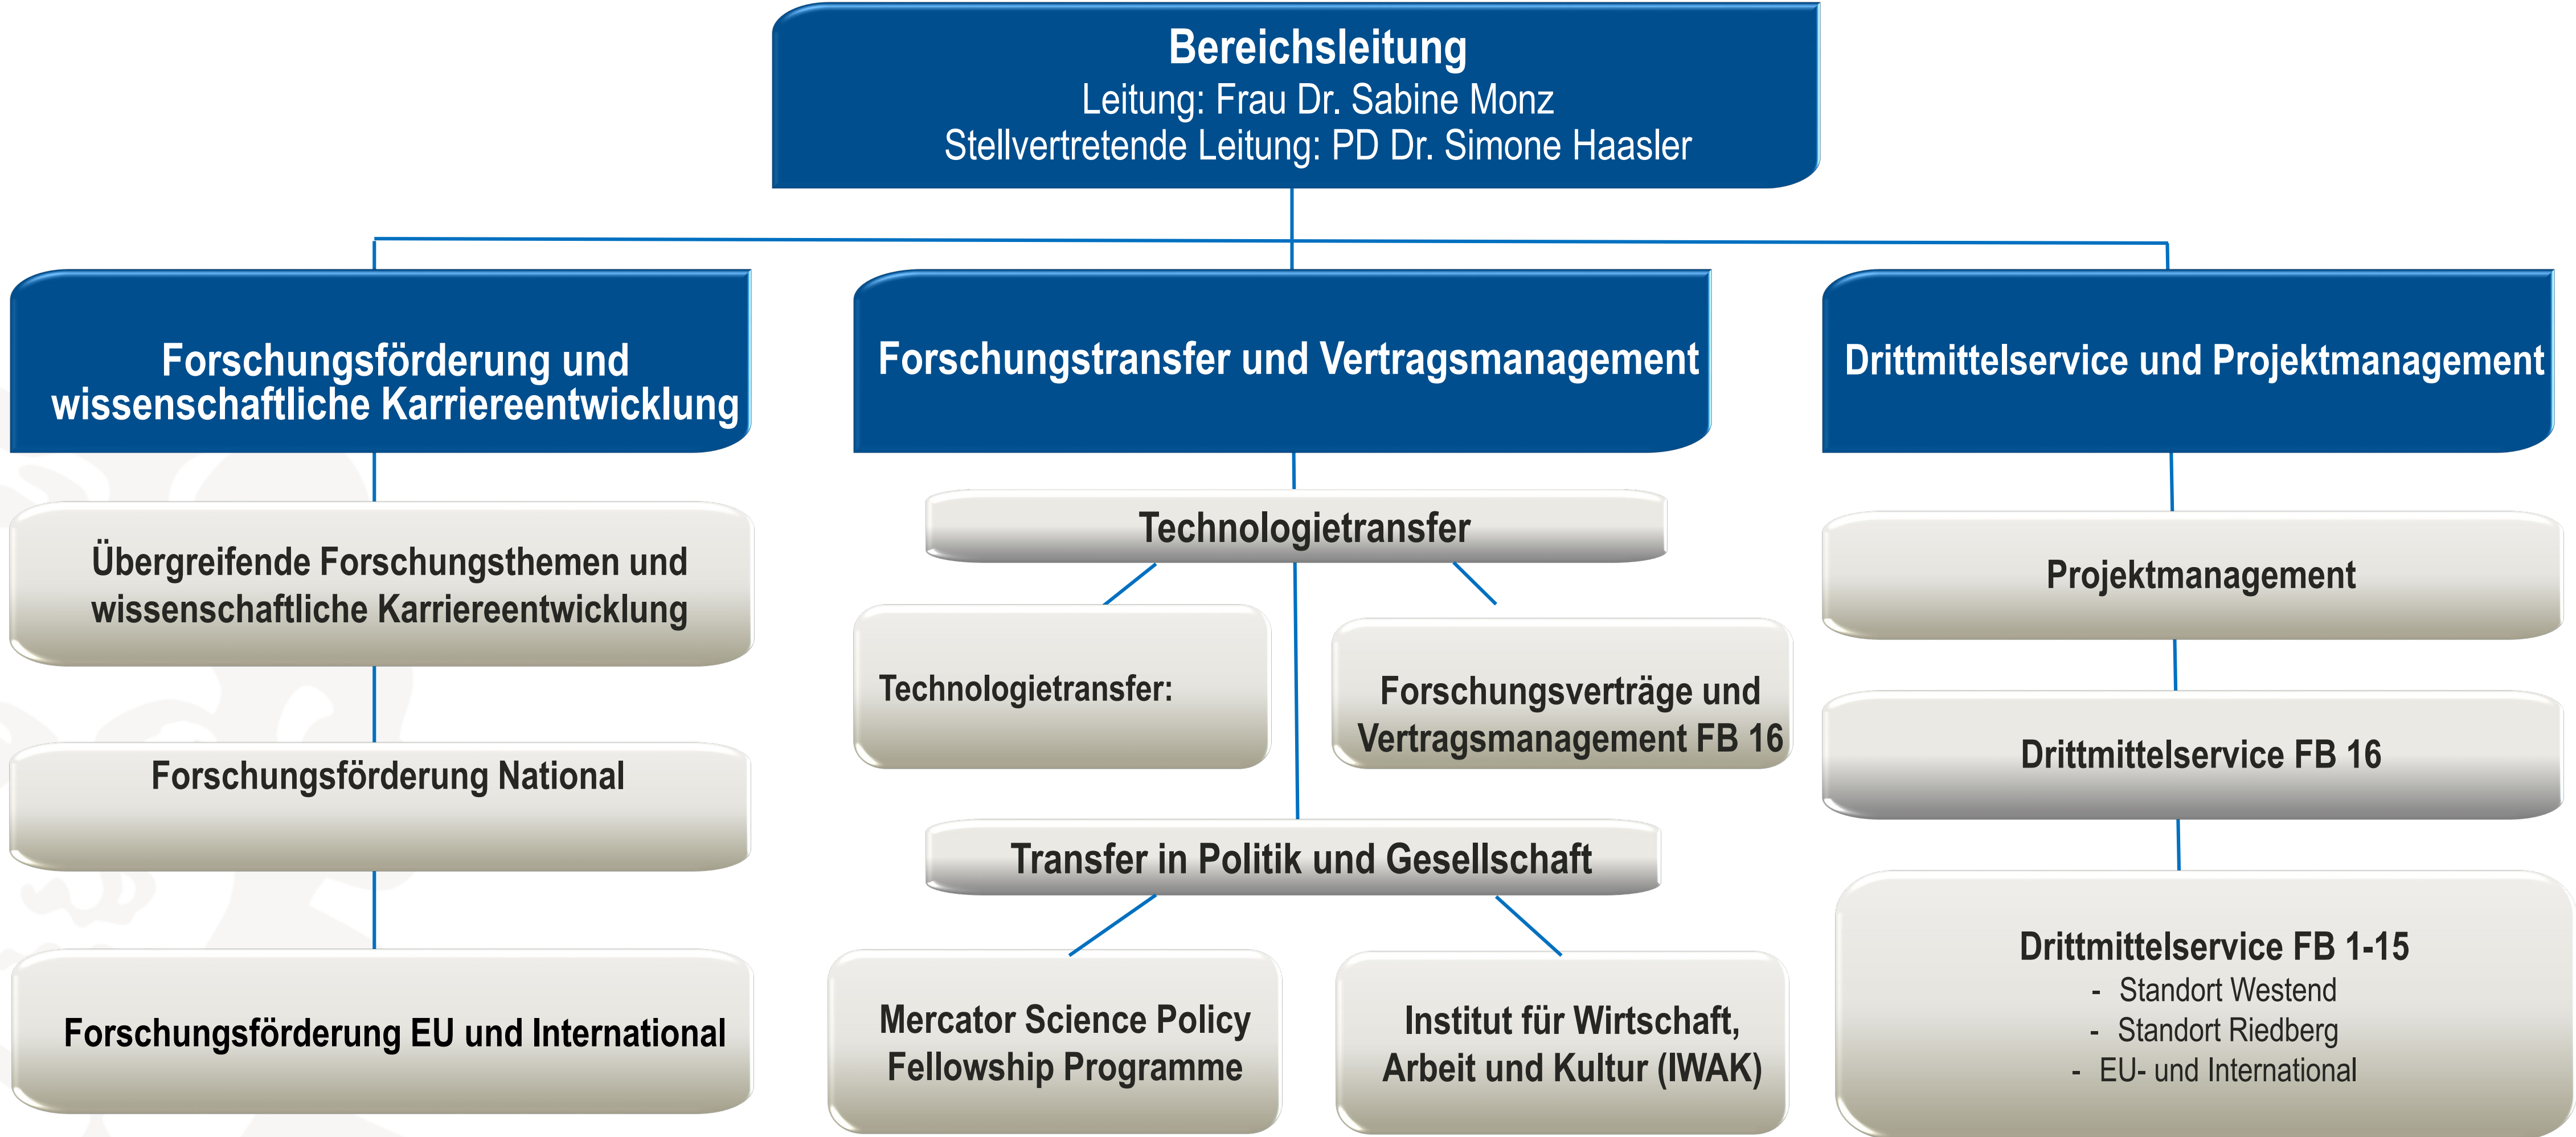 Bereichsleitung
Leitung: Frau Dr. Sabine Monz
Stellvertretende Leitung: PD Dr. Simone Haasler
Forschungsförderung und
wissenschaftliche Karriereentwicklung
Forschungstransfer und Vertragsmanagement
Drittmittelservice und Projektmanagement
Übergreifende Forschungsthemen und
wissenschaftliche Karriereentwicklung
Forschungsförderung National
Forschungsförderung EU und International
Technologietransfer
Technologietransfer:
Forschungsverträge und
Vertragsmanagement FB 16
Transfer in Politik und Gesellschaft
Mercator Science Policy
Fellowship Programme
Institut für Wirtschaft,
Arbeit und Kultur (IWAK)
Projektmanagement
Drittmittelservice FB 16
Drittmittelservice FB 1-15
- Standort Westend
- Standort Riedberg
- EU- und International